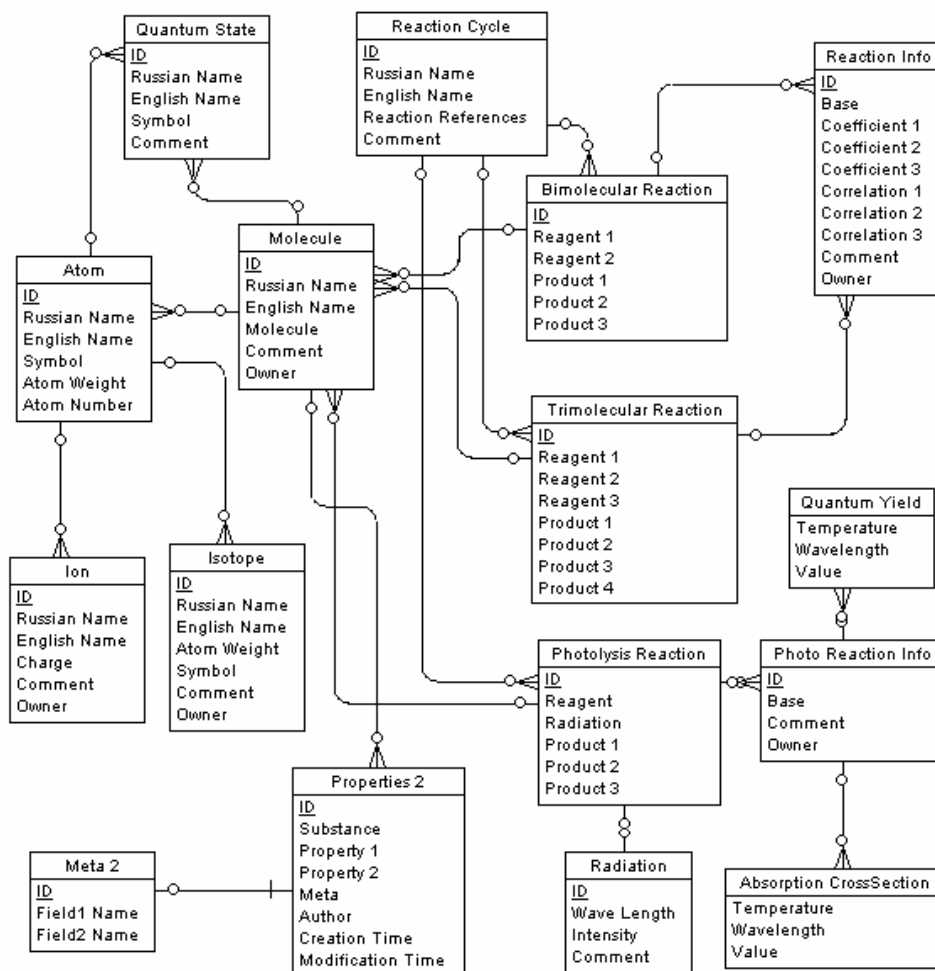 Quantum State
ID
Russian Name
English Name
Symbol
Comment
Reaction Cycle
ID
Russian Name
English Name
Reaction References
Comment
Reaction Info
ID
Base
Coefficient 1
Coefficient 2
Coefficient 3
Correlation 1
Correlation 2
Correlation 3
Comment
Owner
Bimolecular Reaction
ID
Reagent 1
Reagent 2
Product 1
Product 2
Product 3
Molecule
ID
Russian Name
English Name
Molecule
Comment
Owner
Atom
ID
Russian Name
English Name
Symbol
Atom Weight
Atom Number
Trimolecular Reaction
ID
Reagent 1
Reagent 2
Reagent 3
Product 1
Product 2
Product 3
Product 4
Quantum Yield
Temperature
Wavelength
Value
Ion
ID
Russian Name
English Name
Charge
Comment
Owner
Isotope
ID
Russian Name
English Name
Atom Weight
Symbol
Comment
Owner
Photolysis Reaction
ID
Reagent
Radiation
Product 1
Product 2
Product 3
Photo Reaction Info
ID
Base
Comment
Owner
Properties 2
ID
Substance
Property 1
Property 2
Meta
Author
Creation Time
Modification Time
Meta 2
ID
Field1 Name
Field2 Name
Radiation
ID
Wave Length
Intensity
Comment
Absorption CrossSection
Temperature
Wavelength
Value